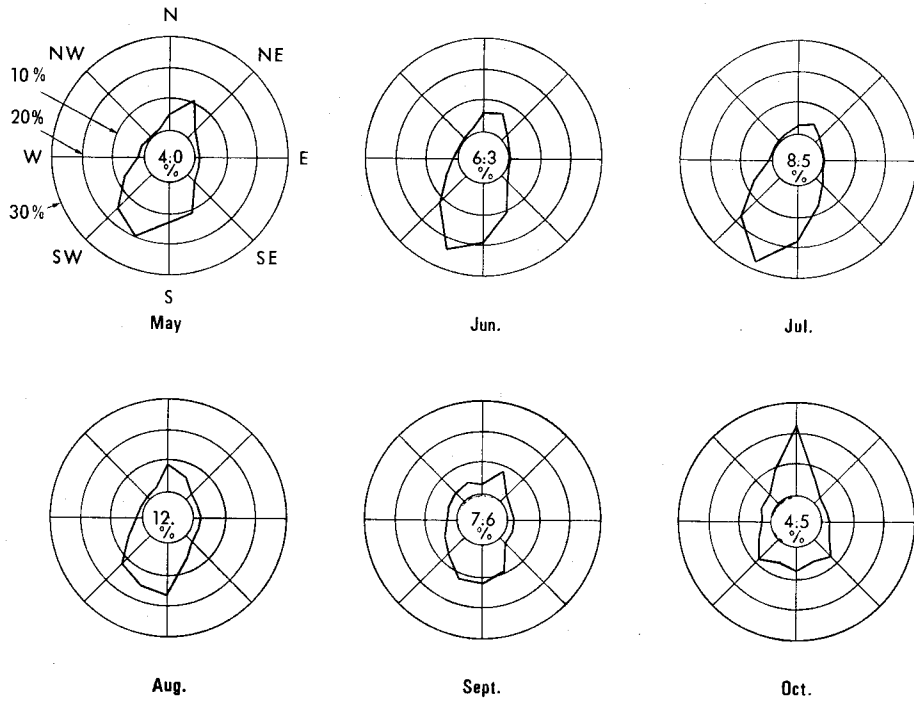 N
NW NE
10%
20%
W 4.0 E
%
30%
SW SE
S
May
6.3
%
Jun.
8.5
%
Jul.
12.
%
Aug.
7.6
%
Sept.
4.5
%
Oct.